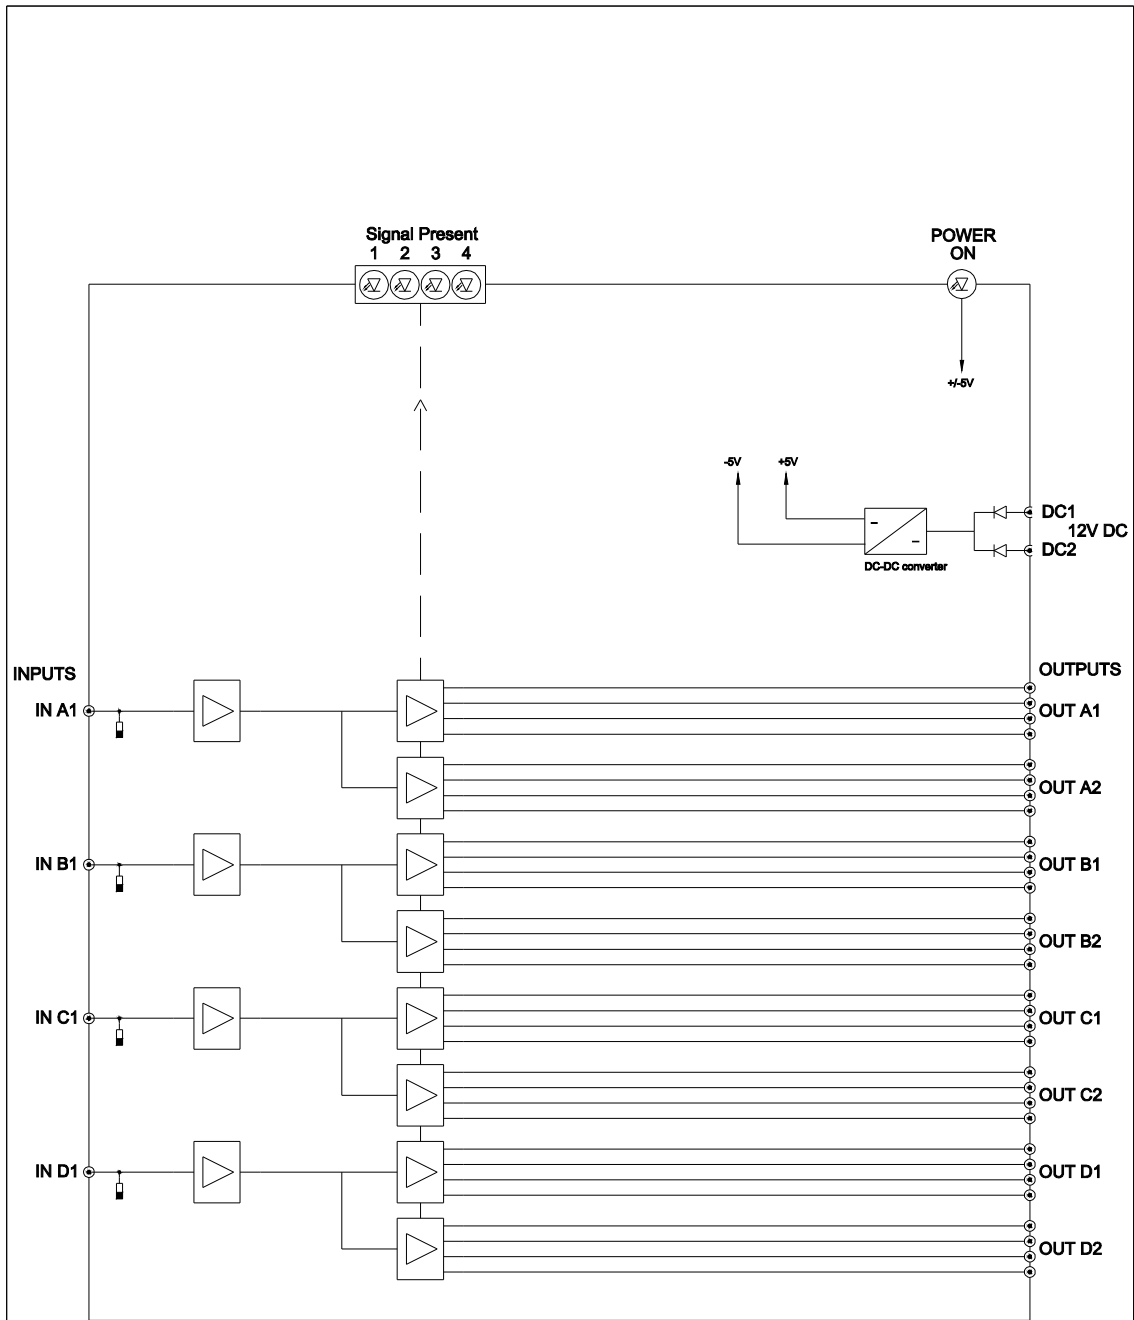 Signal Present
1 2 3 4
POWER
ON
+/-5V
-5V +5V
DC1
12V DC
DC2
DC-DC converter
INPUTS
OUTPUTS
IN A1
OUT A1
OUT A2
IN B1
OUT B1
OUT B2
IN C1
OUT C1
OUT C2
IN D1
OUT D1
OUT D2